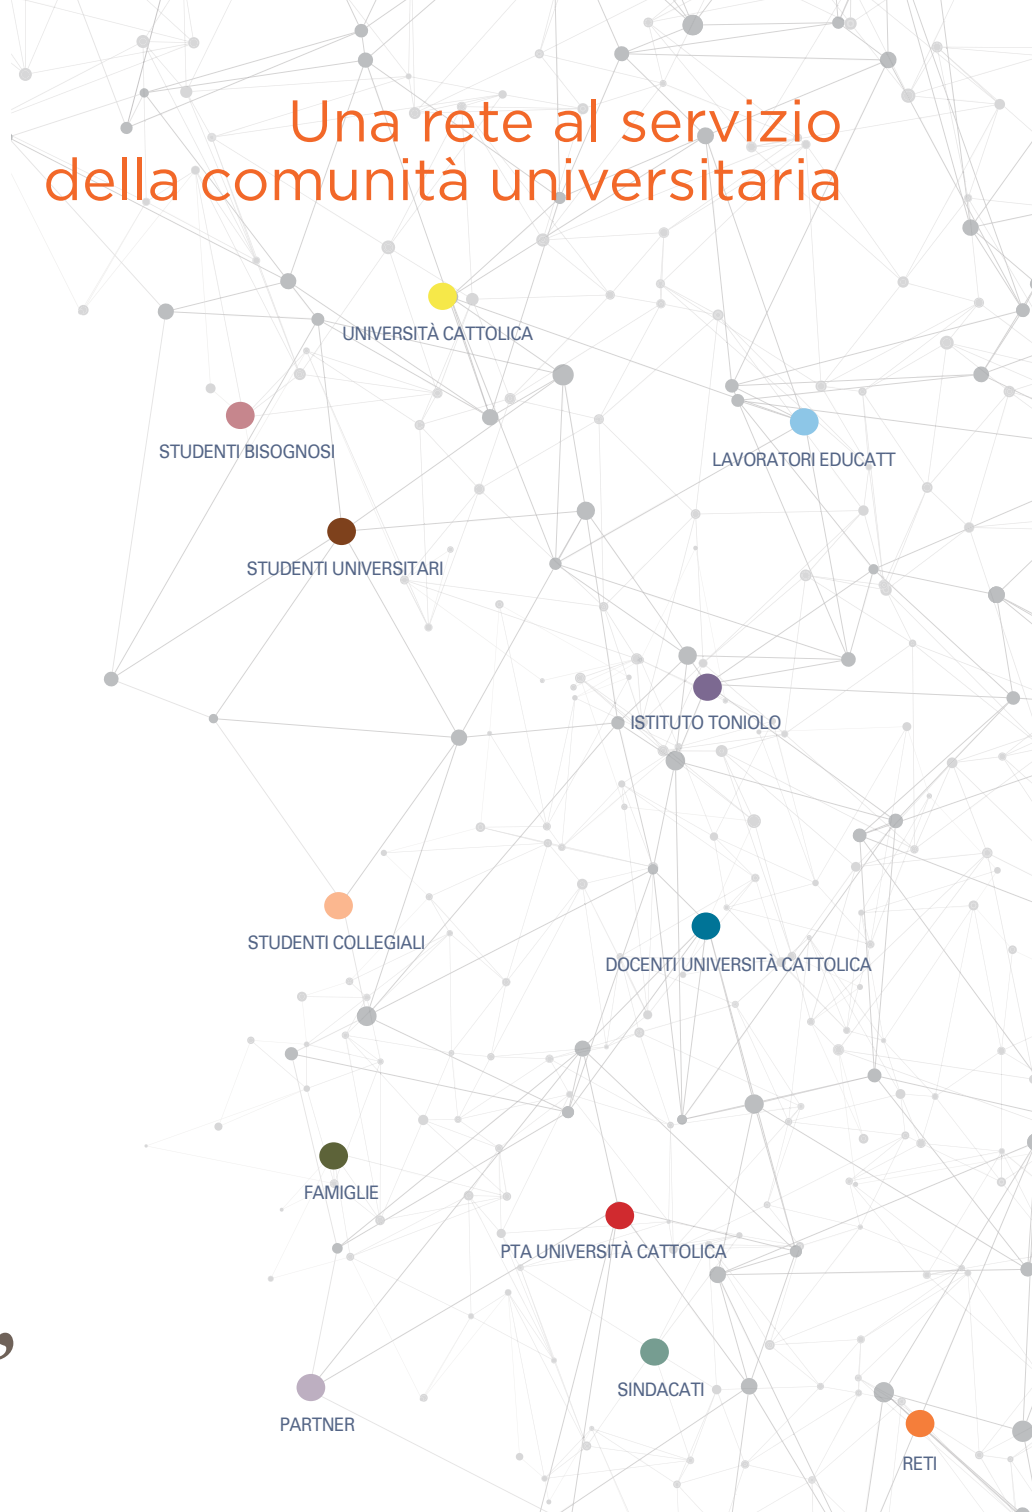 Una rete al servizio
della comunità universitaria
UNIVERSITÀ CATTOLICA
STUDENTI BISOGNOSI
LAVORATORI EDUCATT
STUDENTI UNIVERSITARI
ISTITUTO TONIOLO
STUDENTI COLLEGIALI
DOCENTI UNIVERSITÀ CATTOLICA
FAMIGLIE
PTA UNIVERSITÀ CATTOLICA
SINDACATI
PARTNER
RETI